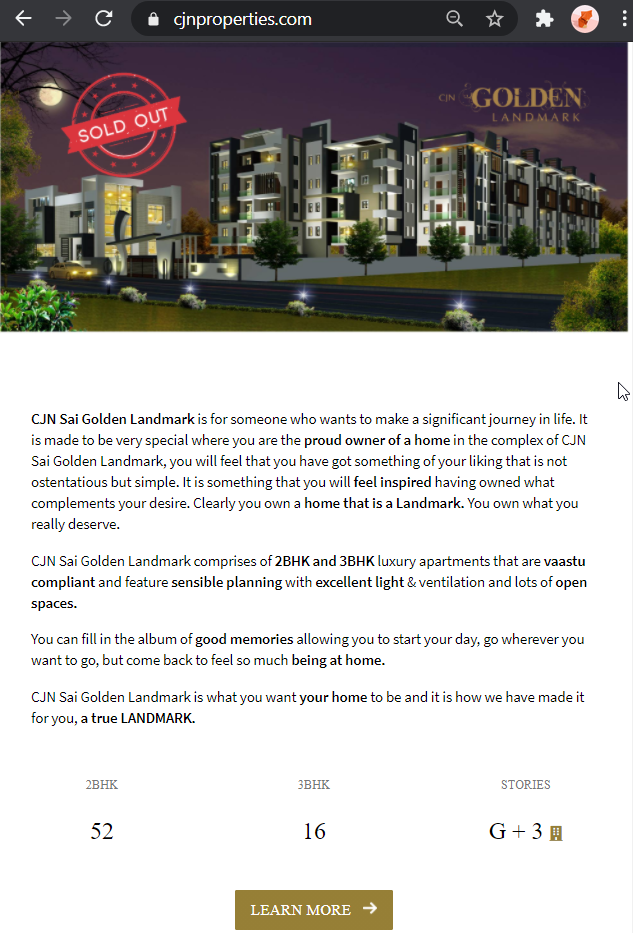 cjnproperties.com
SOLD OUT
CJN
GOLDEN
LANDMARK
CJN Sai Golden Landmark is for someone who wants to make a significant journey in life. It
is made to be very special where you are the proud owner of a home in the complex of CJN
Sai Golden Landmark, you will feel that you have got something of your liking that is not
ostentatious but simple. It is something that you will feel inspired having owned what
complements your desire. Clearly you own a home that is a Landmark. You own what you
really deserve.
CJN Sai Golden Landmark comprises of 2BHK and 3BHK luxury apartments that are vaastu
compliant and feature sensible planning with excellent light & ventilation and lots of open
spaces.
You can fill in the album of good memories allowing you to start your day, go wherever you
want to go, but come back to feel so much being at home.
CJN Sai Golden Landmark is what you want your home to be and it is how we have made it
for you, a true LANDMARK.
2BHK 3BHK STORIES
52 16 G + 3
LEARN MORE